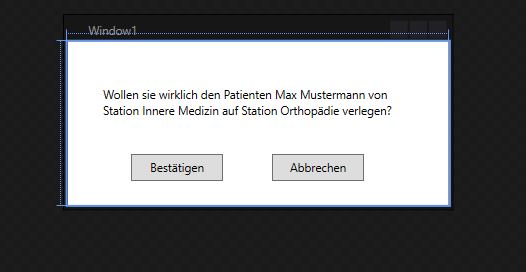 Window1
Wollen sie wirklich den Patienten Max Mustermann von
Station Innere Medizin auf Station Orthopädie verlegen?
Bestätigen
Abbrechen